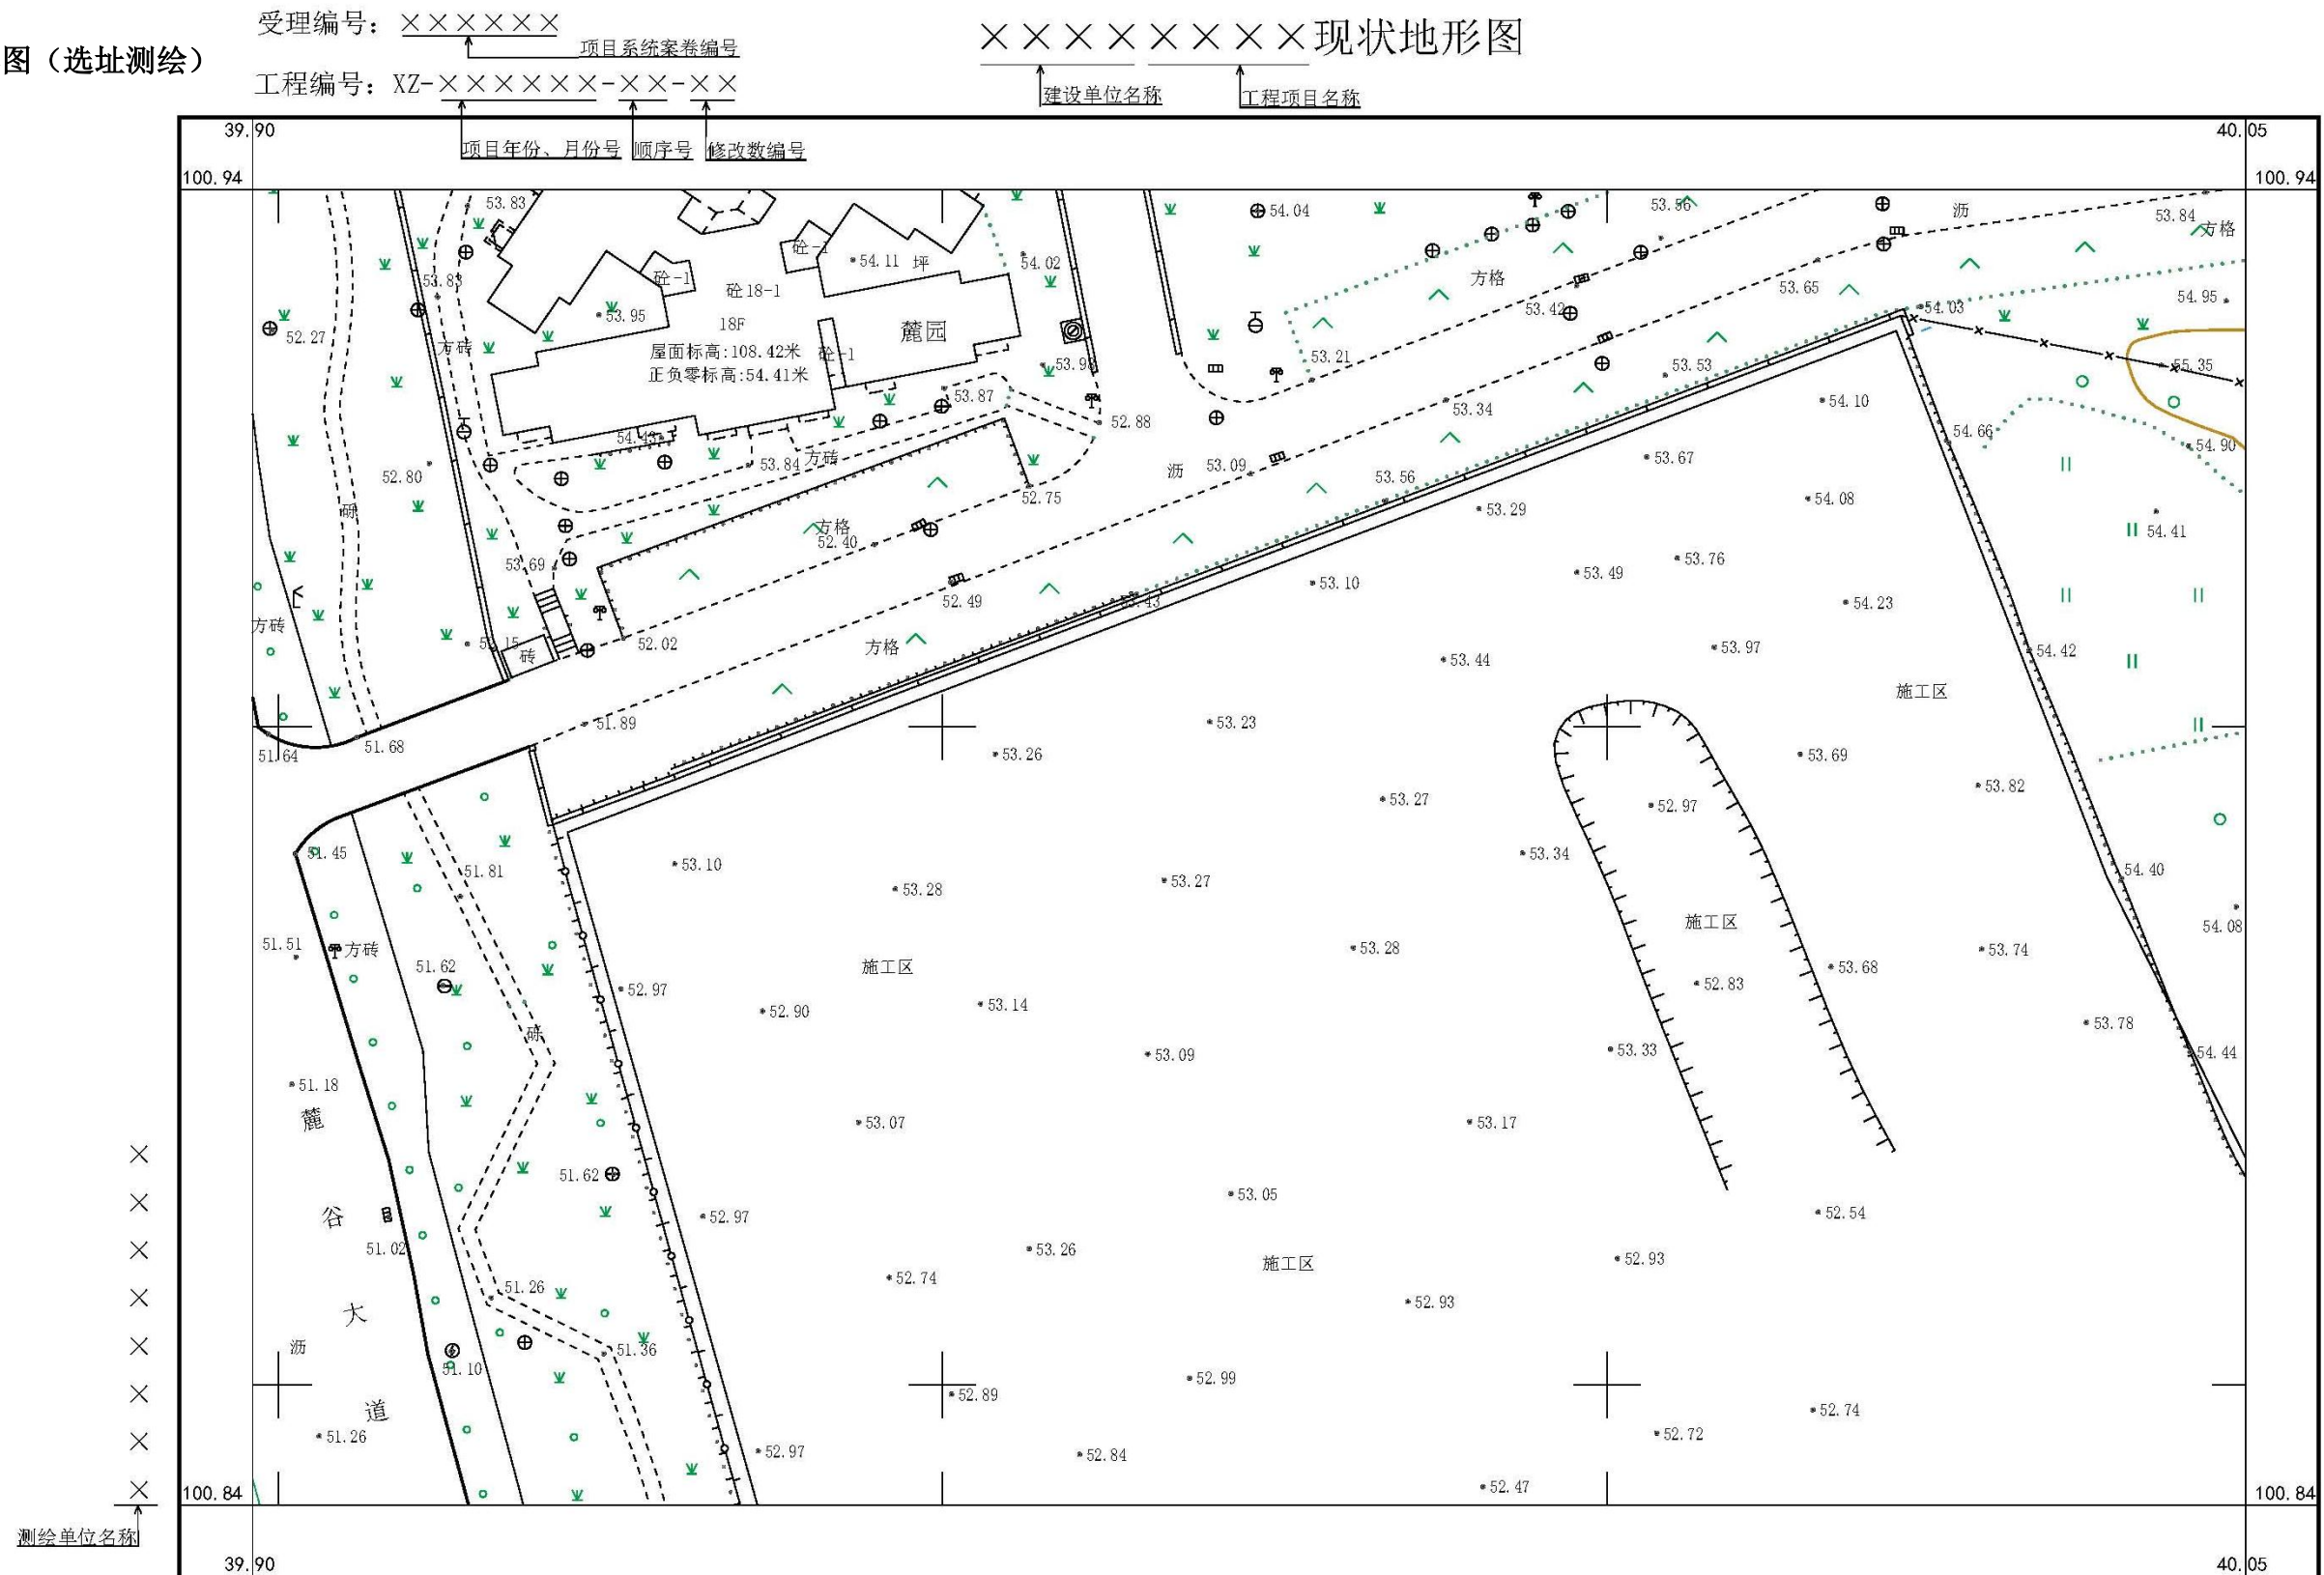 受理编号: ××××××
项目系统案卷编号
××××××××现状地形图
图（选址测绘）
工程编号: XZ-××××××-××-××
建设单位名称
工程项目名称
项目年份、月份号
顺序号
修改数编号
39.90
40.05
100.94
100.94
53.83
54.04
53.56
沥
53.84
方格
砼-1
54.11
坪
54.02
砼-1
53.83
砼18-1
方格
53.65
54.95
52.27
53.95
18F
麓园
53.42
54.03
方砖
屋面标高:108.42米
砼-1
53.21
正负零标高:54.41米
53.98
53.53
55.35
53.87
53.34
54.10
52.88
54.43
54.66
54.90
53.84
方砖
沥
53.09
53.67
52.80
53.56
52.75
54.08
砾
53.29
方格
54.41
52.40
53.69
53.76
53.10
53.49
52.49
53.43
54.23
方砖
52.15
52.02
方格
53.97
54.42
砖
53.44
施工区
51.89
53.23
51.64
51.68
53.26
53.69
53.82
53.27
52.97
51.45
53.34
53.10
51.81
54.40
53.28
53.27
施工区
54.08
51.51
方砖
53.28
53.74
51.62
施工区
53.68
52.97
52.83
52.90
53.14
53.78
砾
53.33
53.09
54.44
51.18
麓
53.07
53.17
51.62
53.05
谷
52.97
52.54
51.02
53.26
52.93
施工区
52.74
51.26
52.93
大
沥
51.36
51.10
52.99
52.89
道
52.74
51.26
52.72
52.97
52.84
52.47
×
×
×
×
×
×
×
×
100.84
100.84
测绘单位名称
39.90
40.05